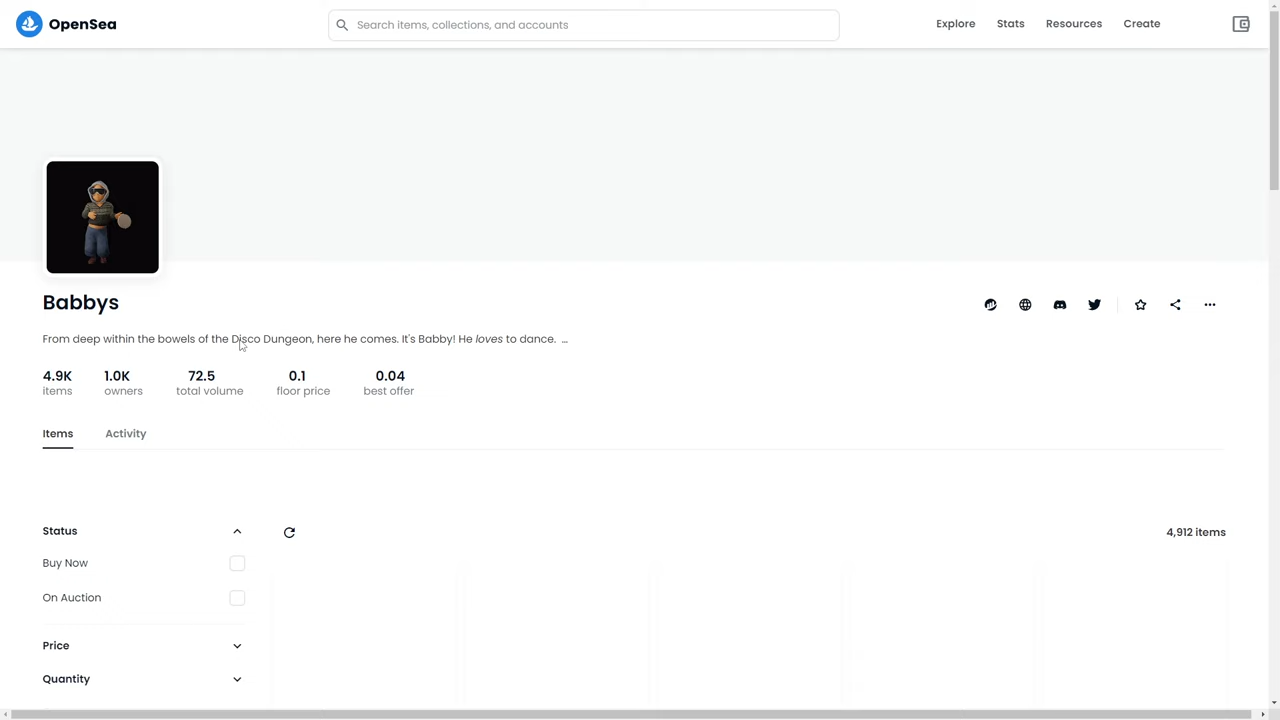 OpenSea
Search items, collections, and accounts
Explore
Stats
Resources
Create
Babbys
From deep within the bowels of the Disco Dungeon, here he comes. It's Babby! He loves to dance. ...
4.9K
items
1.0K
owners
72.5
total volume
0.1
floor price
0.04
best offer
Items
Activity
Status
4,912 items
Buy Now
On Auction
Price
Quantity